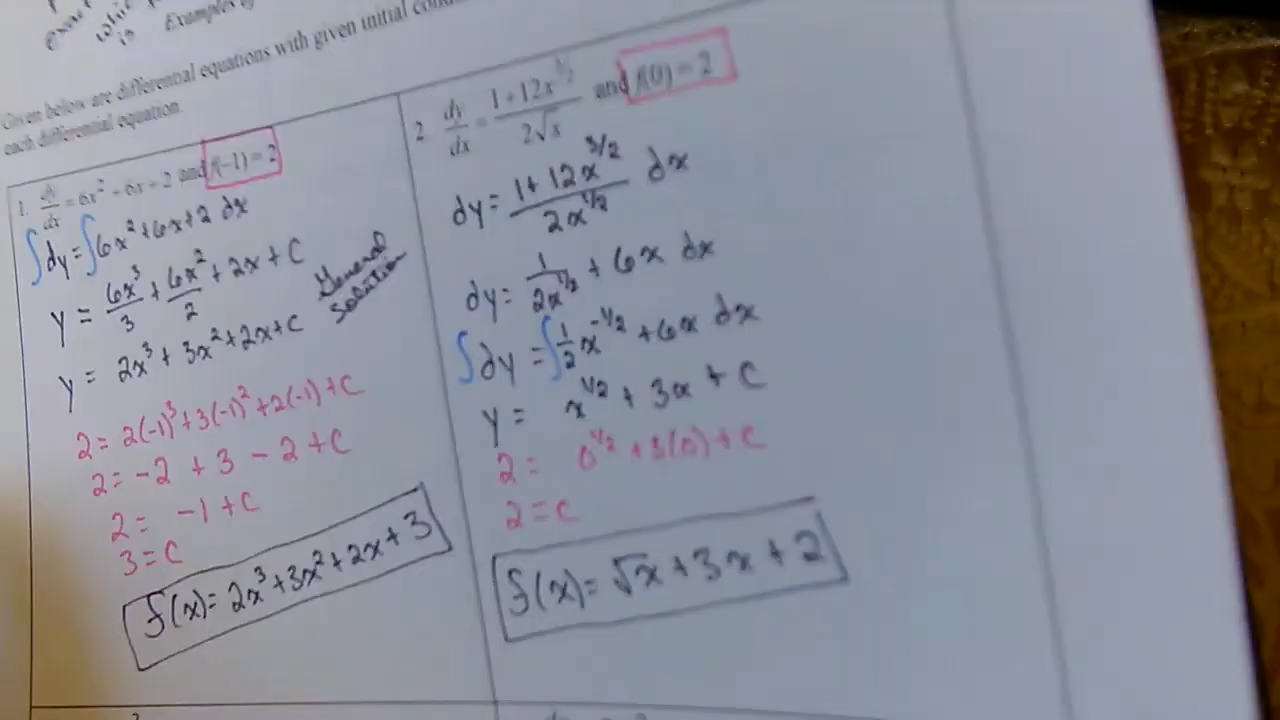 Examples of
Given below are differential equations with given initial
each differential equation.
1. dy/dx = 6x² + 6x + 2 and f(−1) = 2
∫dy = ∫6x² + 6x + 2 dx
y = 6x³/3 + 6x²/2 + 2x + C
General Solution
y = 2x³ + 3x² + 2x + C
2 = 2(-1)³ + 3(-1)² + 2(-1) + C
2 = -2 + 3 - 2 + C
2 = -1 + C
3 = C
f(x) = 2x³ + 3x² + 2x + 3
2. dy/dx = (1 + 12x^(3/2))/(2√x) and f(0) = 2
dy = (1 + 12x^(3/2))/(2x^(1/2)) dx
dy = 1/(2x^(1/2)) + 6x dx
∫dy = ∫1/2 x^(-1/2) + 6x dx
y = x^(1/2) + 3x + C
2 = 0^(1/2) + 3(0) + C
2 = C
f(x) = √x + 3x + 2